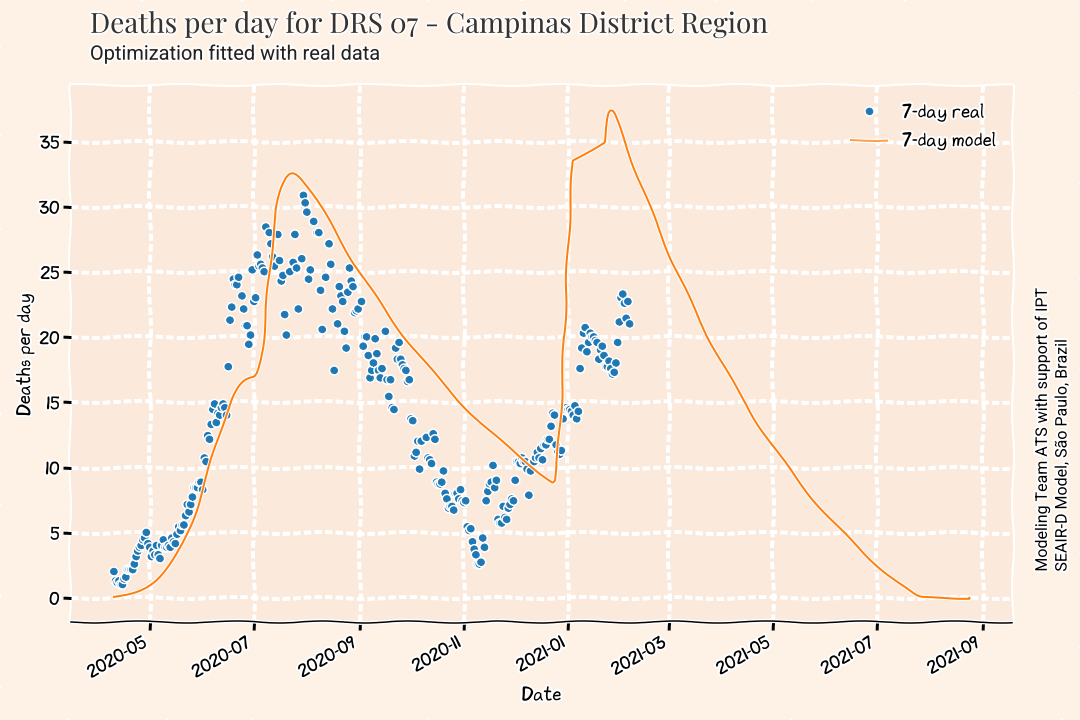 Deaths per day for DRS 07 - Campinas District Region
Optimization fitted with real data
7-day real
7-day model
35
30
25
20
15
10
5
0
Deaths per day
2020-05
2020-07
2020-09
2020-11
2021-01
2021-03
2021-05
2021-07
2021-09
Date
Modeling Team ATS with support of IPT
SEAIR-D Model, São Paulo, Brazil